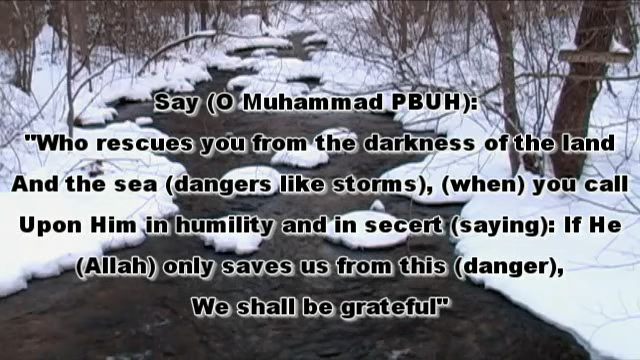 Say (O Muhammad PBUH):
"Who rescues you from the darkness of the land
And the sea (dangers like storms), (when) you call
Upon Him in humility and in secert (saying): If He
(Allah) only saves us from this (danger),
We shall be grateful"